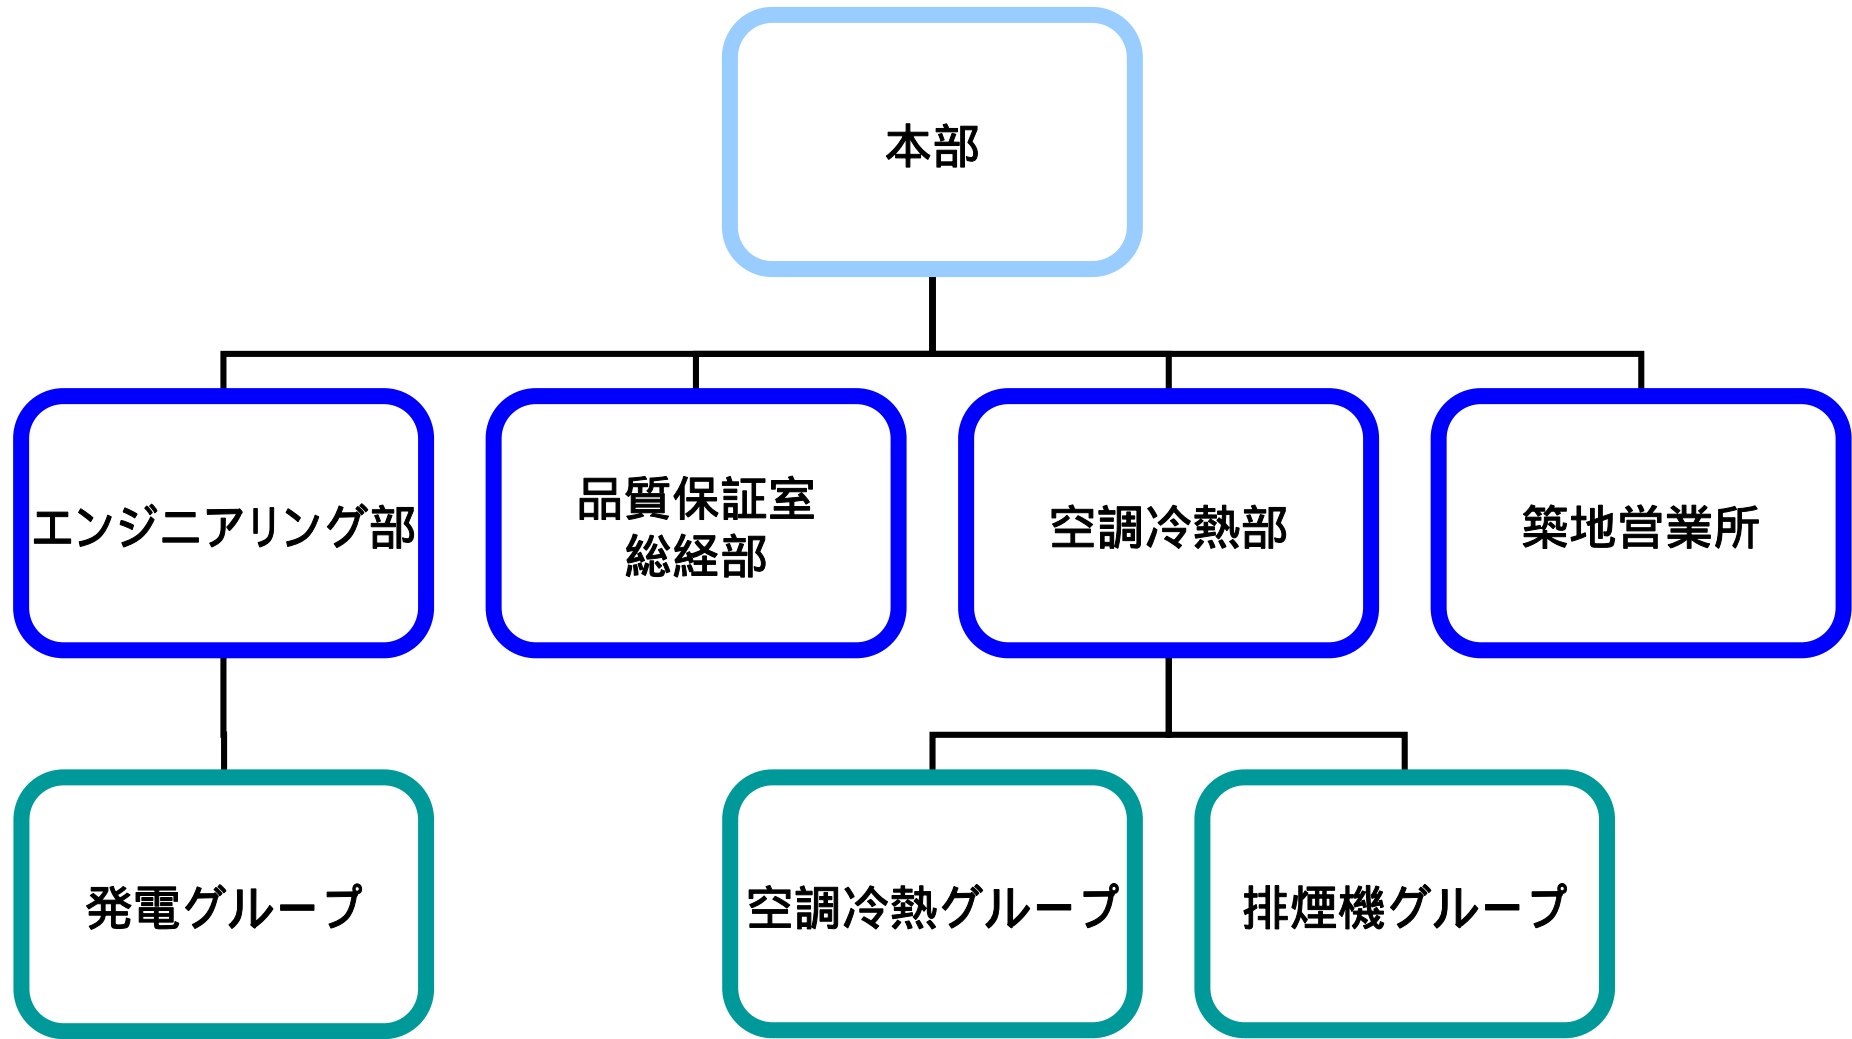 本部
エンジニアリング部
品質保証室
総経部
空調冷熱部
築地営業所
発電グループ
空調冷熱グループ
排煙機グループ